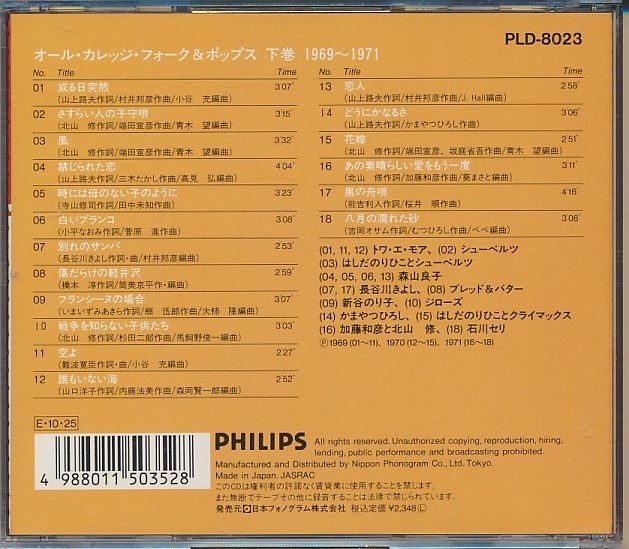 PLD-8023
オール・カレッジ・フォーク&ポップス 下巻 1969〜1971
No. Title Time
01 或る日突然 3'07"
(山上路夫作詞/村井邦彦作曲/小谷 充編曲)
02 さすらい人の子守唄 3'15"
(北山 修作詞/端田宣彦作曲/青木 望編曲)
03 風 3'32"
(北山 修作詞/端田宣彦作曲/青木 望編曲)
04 禁じられた恋 4'04"
(山上路夫作詞/三木たかし作曲/高見 弘編曲)
05 時には母のない子のように 3'23"
(寺山修司作詞/田中未知作曲)
06 白いブランコ 3'08"
(小平なおみ作詞/菅原 進作曲)
07 別れのサンバ 2'53"
(長谷川きよし作詞・曲/村井邦彦編曲)
08 傷だらけの軽井沢 2'59"
(橋本 淳作詞/筒美京平作・編曲)
09 フランシーヌの場合 3'07"
(いまいずみあきら作詞/郷 伍郎作曲/大柿 隆編曲)
10 戦争を知らない子供たち 3'03"
(北山 修作詞/杉田二郎作曲/馬飼野俊一編曲)
11 空よ 2'27"
(難波寛臣作詞・曲/小谷 充編曲)
12 誰もいない海 2'52"
(山口洋子作詞/内藤法美作曲/森岡賢一郎編曲)
No. Title Time
13 恋人 2'58"
(山上路夫作詞/村井邦彦作曲/J. Hall編曲)
14 どうにかなるさ 3'06"
(山上路夫作詞/かまやつひろし作曲)
15 花嫁 2'51"
(北山 修作詞/端田宣彦、坂庭省吾作曲/青木 望編曲)
16 あの素晴らしい愛をもう一度 3'11"
(北山 修作詞/加藤和彦作曲/葵まさと編曲)
17 黒の舟唄 4'16"
(能吉利人作詞/桜井 順作曲)
18 八月の濡れた砂 3'08"
(吉岡オサム作詞/むつひろし作曲/ペペ編曲)
(01, 11, 12) トワ・エ・モア、(02) シューベルツ
(03) はしだのりひことシューベルツ
(04, 05, 06, 13) 森山良子
(07, 17) 長谷川きよし、(08) ブレッド&バター
(09) 新谷のり子、(10) ジローズ
(14) かまやつひろし、(15) はしだのりひことクライマックス
(16) 加藤和彦と北山 修、(18) 石川セリ
Ⓟ1969 (01〜11)、1970 (12〜15)、1971 (16〜18)
E・10・25
4 988011 503528
PHILIPS
All rights reserved. Unauthorized copying, reproduction, hiring,
lending, public performance and broadcasting prohibited.
Manufactured and Distributed by Nippon Phonogram Co., Ltd. Tokyo.
Made in Japan. JASRAC
このCDは権利者の許諾なく賃貸業に使用することを禁じます。
また無断でテープその他に録音することは法律で禁じられています。
発売元 日本フォノグラム株式会社 税込定価¥2,348Ⓛ